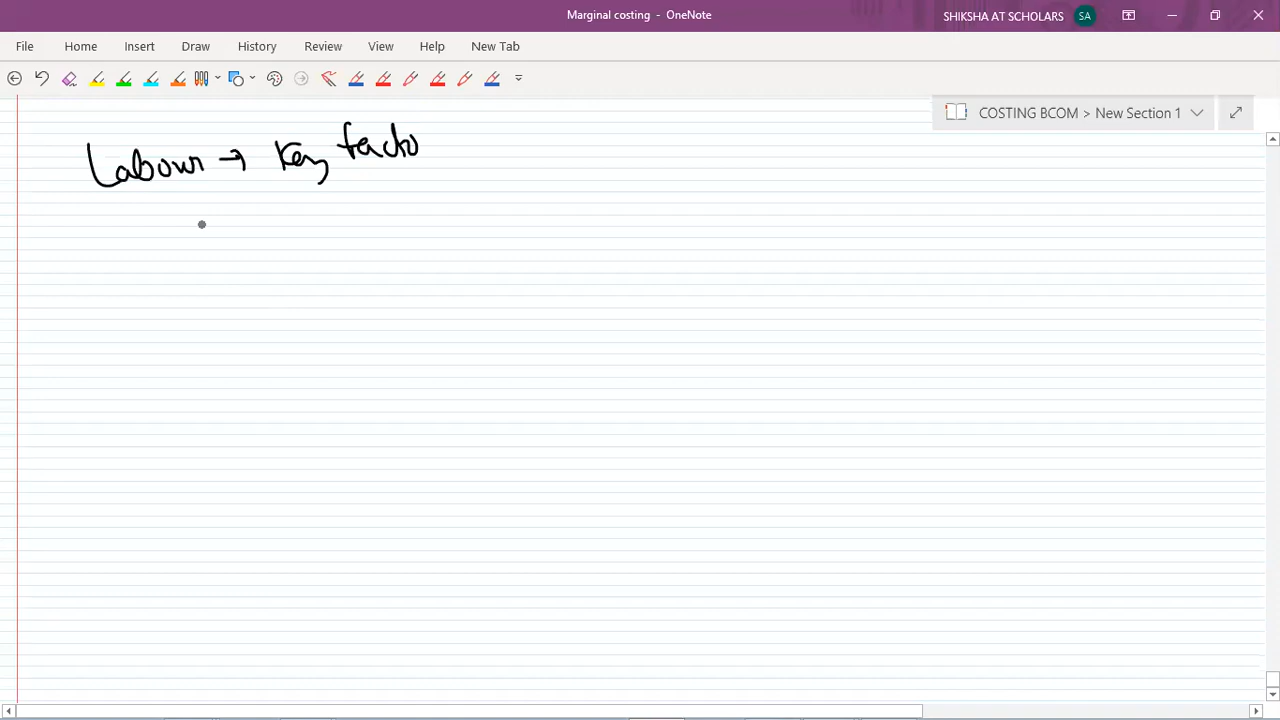 Marginal costing - OneNote
SHIKSHA AT SCHOLARS SA
File Home Insert Draw History Review View Help New Tab
COSTING BCOM > New Section 1
Labour → Key facto